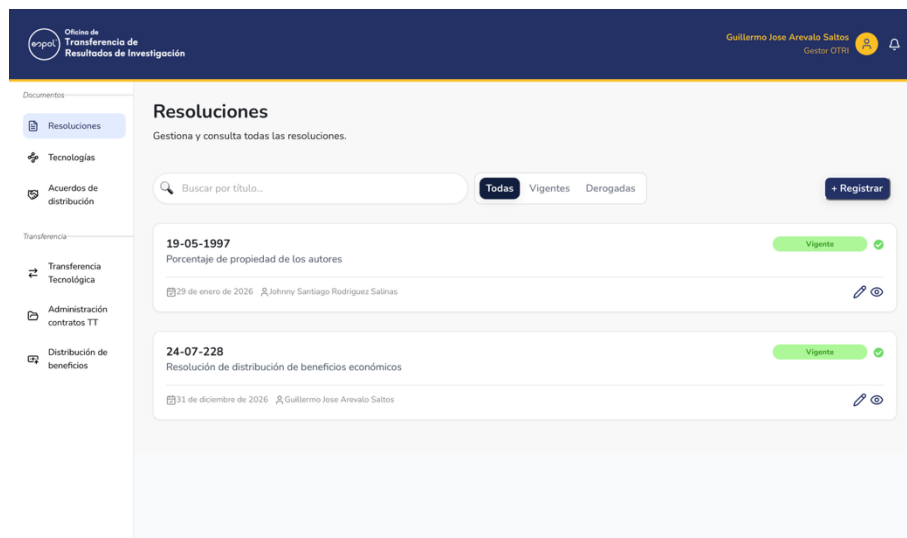 espol
Oficina de
Transferencia de
Resultados de Investigación
Guillermo Jose Arevalo Saltos
Gestor OTRI
Documentos
Resoluciones
Tecnologías
Acuerdos de
distribución
Transferencia
Transferencia
Tecnológica
Administración
contratos TT
Distribución de
beneficios
Resoluciones
Gestiona y consulta todas las resoluciones.
Buscar por título...
Todas Vigentes Derogadas
+ Registrar
19-05-1997
Vigente
Porcentaje de propiedad de los autores
29 de enero de 2026 Johnny Santiago Rodriguez Salinas
24-07-228
Vigente
Resolución de distribución de beneficios económicos
31 de diciembre de 2026 Guillermo Jose Arevalo Saltos